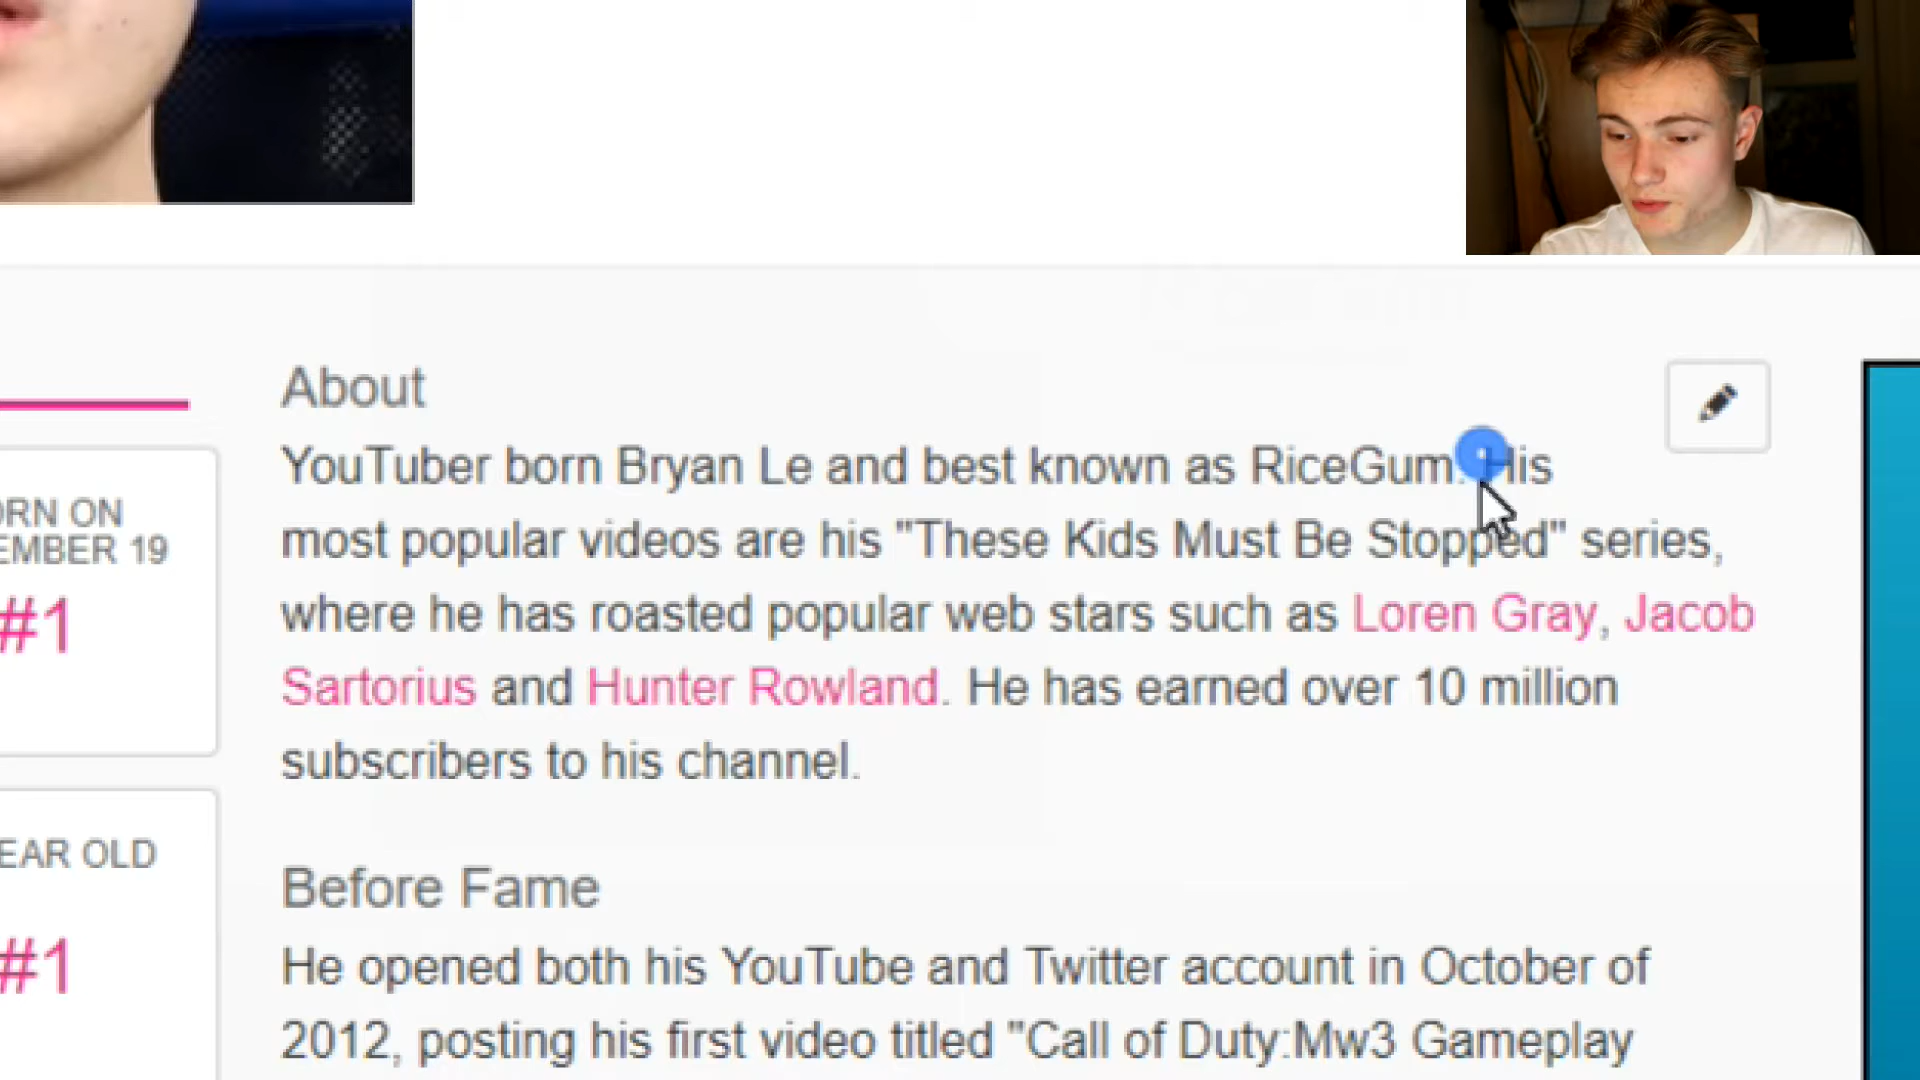 About
YouTuber born Bryan Le and best known as RiceGum. His
most popular videos are his "These Kids Must Be Stopped" series,
where he has roasted popular web stars such as Loren Gray, Jacob
Sartorius and Hunter Rowland. He has earned over 10 million
subscribers to his channel.
ORN ON
EMBER 19
#1
EAR OLD
#1
Before Fame
He opened both his YouTube and Twitter account in October of
2012, posting his first video titled "Call of Duty:Mw3 Gameplay